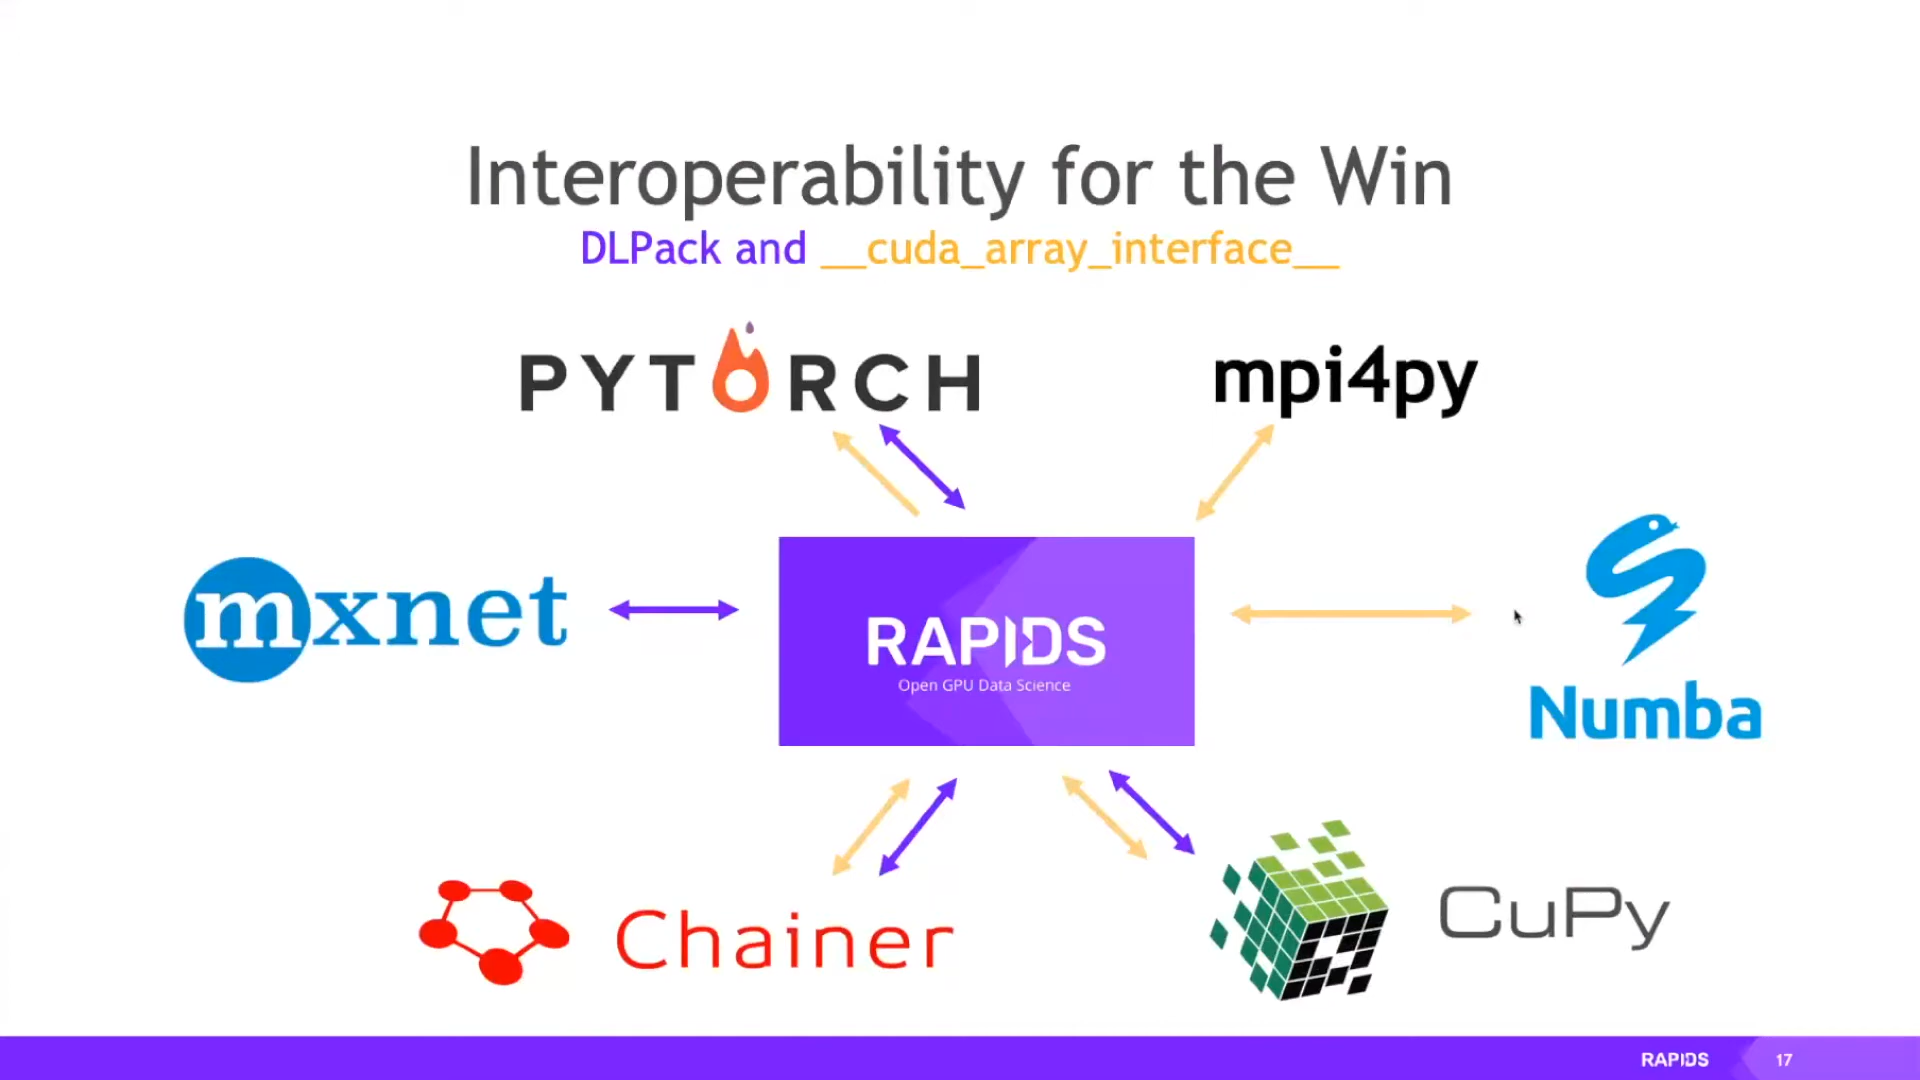 Interoperability for the Win
DLPack and __cuda_array_interface__
PYTORCH
mpi4py
mxnet
RAPIDS
Open GPU Data Science
Numba
Chainer
CuPy
RAPIDS
17